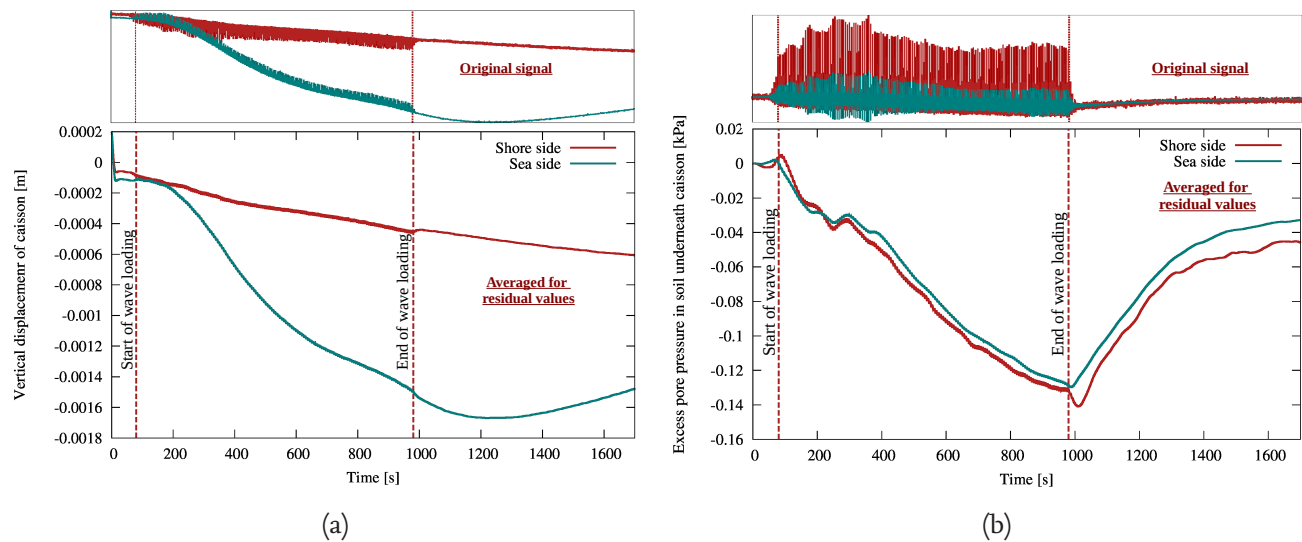 Original signal
0.0002
0
-0.0002
-0.0004
-0.0006
-0.0008
-0.001
-0.0012
-0.0014
-0.0016
-0.0018
Vertical displacemenr of caisson [m]
Shore side
Sea side
Start of wave loading
End of wave loading
Averaged for
residual values
0 200 400 600 800 1000 1200 1400 1600
Time [s]
(a)
Original signal
0.02
0
-0.02
-0.04
-0.06
-0.08
-0.1
-0.12
-0.14
-0.16
Excess pore pressure in soil underneath caisson [kPa]
Shore side
Sea side
Averaged for
residual values
Start of wave loading
End of wave loading
0 200 400 600 800 1000 1200 1400 1600
Time [s]
(b)